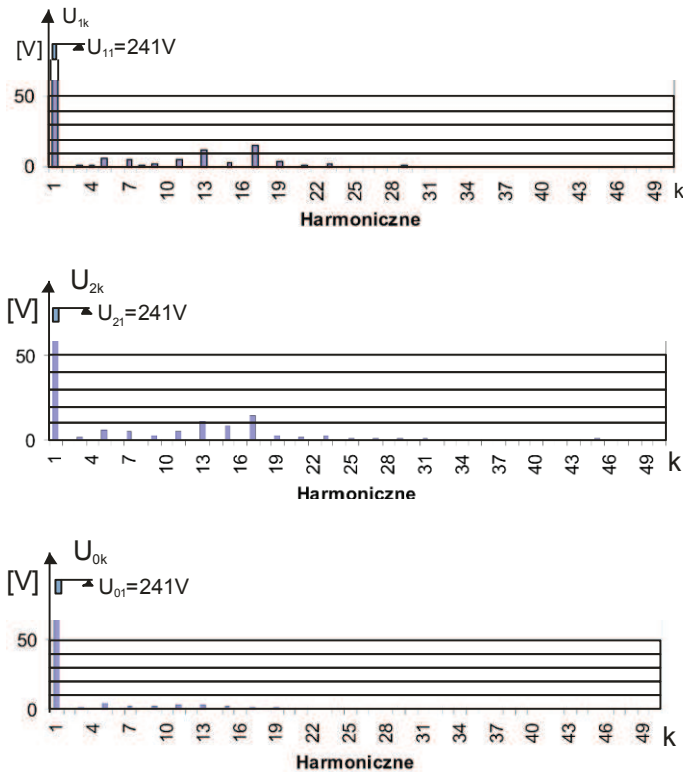 U1k
[V] U11=241V
50
0
1 4 7 10 13 16 19 22 25 28 31 34 37 40 43 46 49 k
Harmoniczne
U2k
[V] U21=241V
50
0
1 4 7 10 13 16 19 22 25 28 31 34 37 40 43 46 49 k
Harmoniczne
U0k
[V] U01=241V
50
0
1 4 7 10 13 16 19 22 25 28 31 34 37 40 43 46 49 k
Harmoniczne